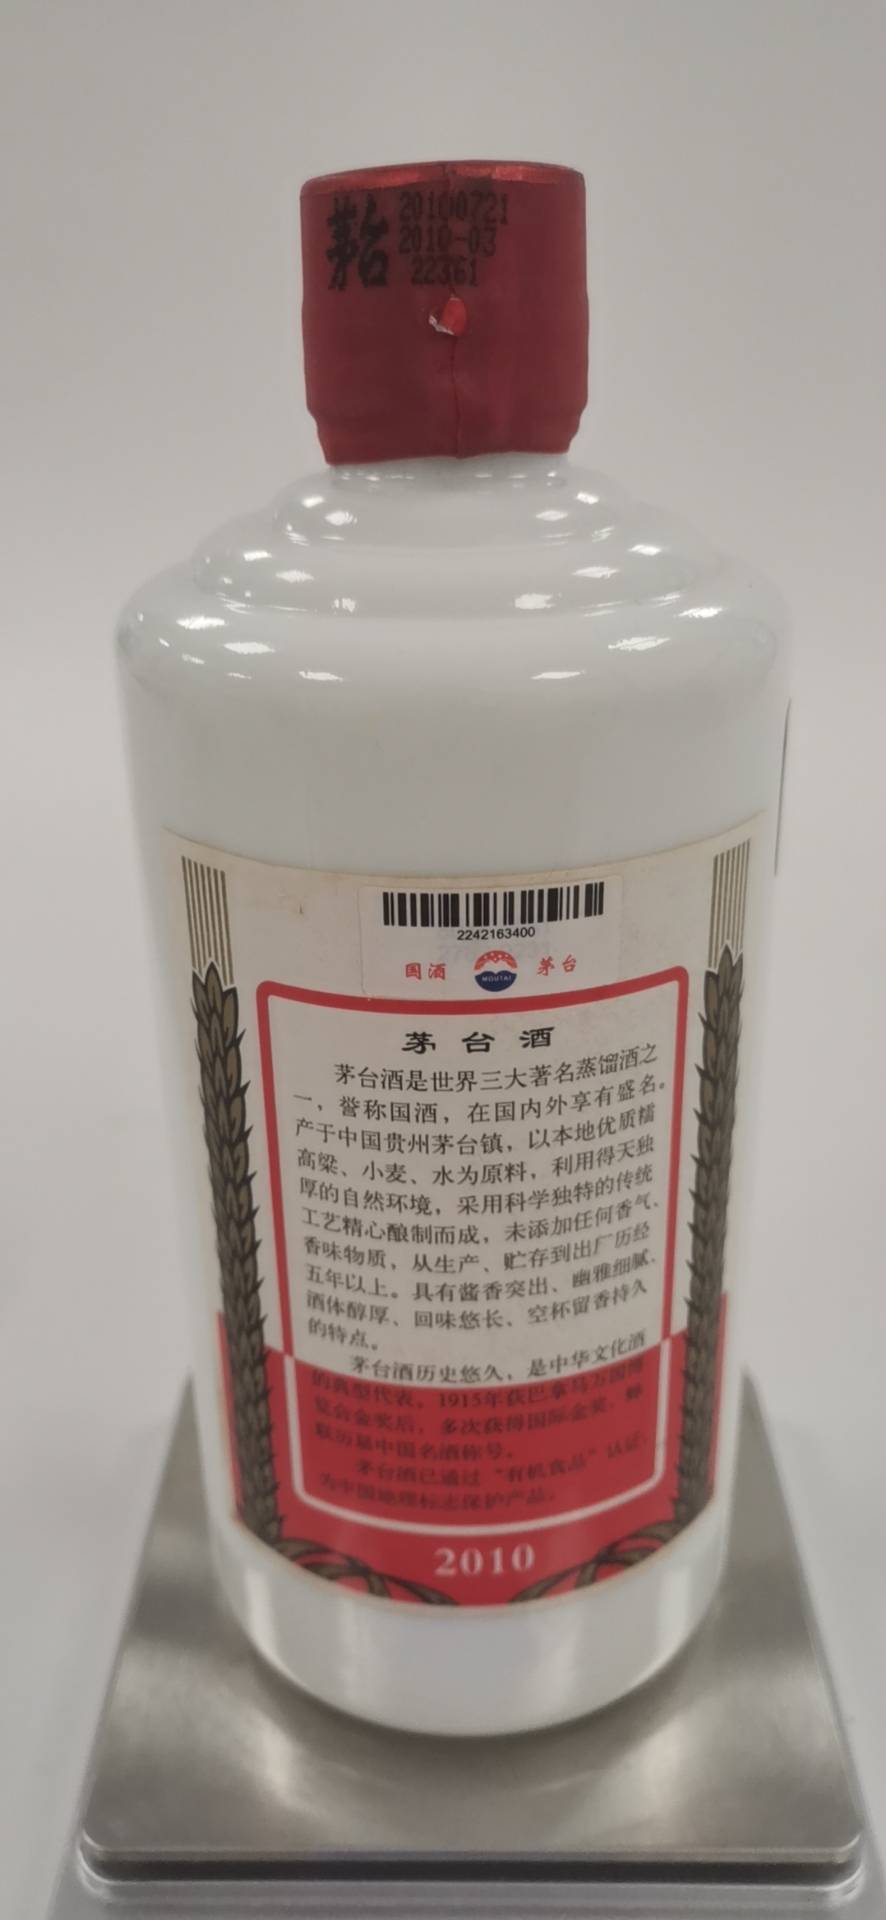 茅台
20100721
2010-03
22361
2242163400
国酒
MOUTAI
茅台
茅台酒
茅台酒是世界三大著名蒸馏酒之
一，誉称国酒，在国内外享有盛名。
产于中国贵州茅台镇，以本地优质糯
高粱、小麦、水为原料，利用得天独
厚的自然环境，采用科学独特的传统
工艺精心酿制而成，未添加任何香气、
香味物质，从生产、贮存到出厂历经
五年以上。具有酱香突出、幽雅细腻、
酒体醇厚、回味悠长、空杯留香持久
的特点。
茅台酒历史悠久，是中华文化酒
的典型代表。1915年获巴拿马万国博
览会金奖后，多次获得国际金奖，蝉
联历届中国名酒称号。
茅台酒已通过“有机食品”认证，
为中国地理标志保护产品。
2010